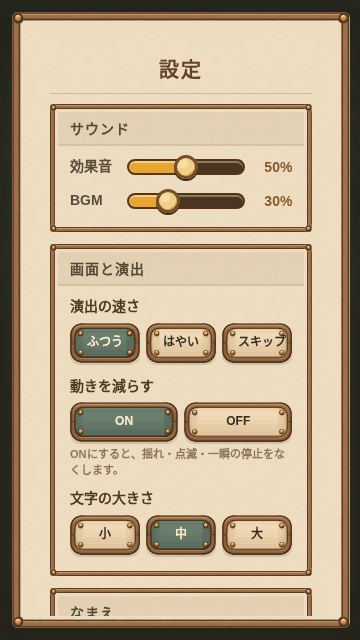 設定
サウンド
効果音 50%
BGM 30%
画面と演出
演出の速さ
ふつう はやい スキップ
動きを減らす
ON OFF
ONにすると、揺れ・点滅・一瞬の停止をな
くします。
文字の大きさ
小 中 大
なまえ